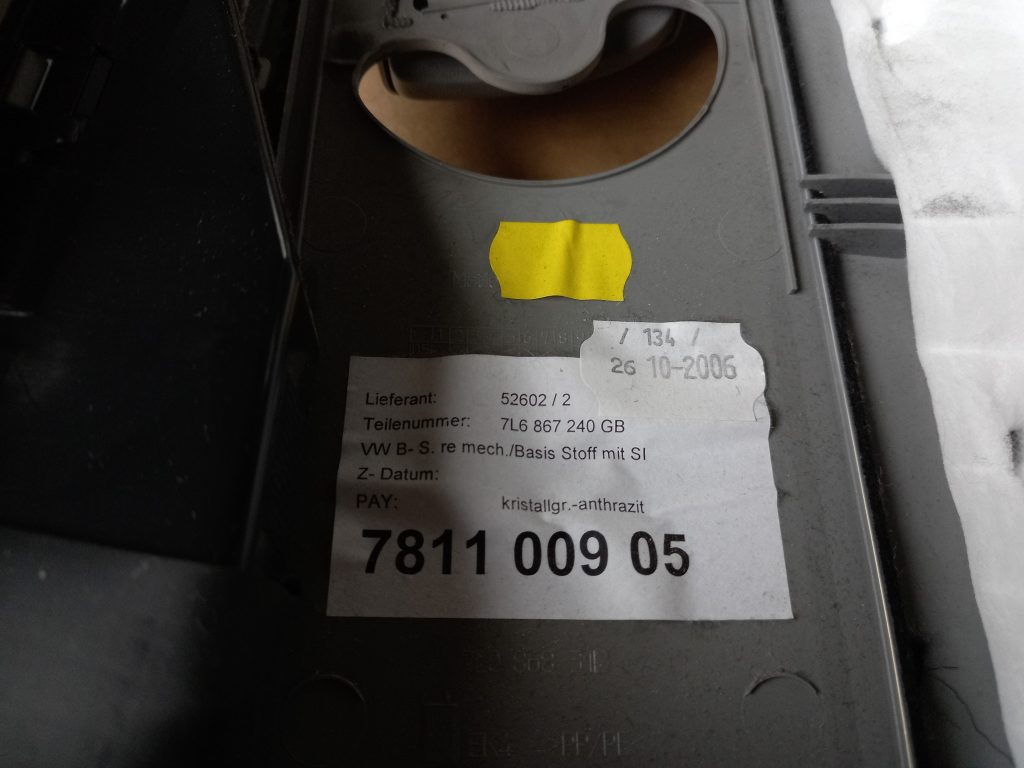 / 134 /
26 10-2006
Lieferant: 52602 / 2
Teilenummer: 7L6 867 240 GB
VW B- S. re mech./Basis Stoff mit SI
Z- Datum:
PAY: kristallgr.-anthrazit
7811 009 05